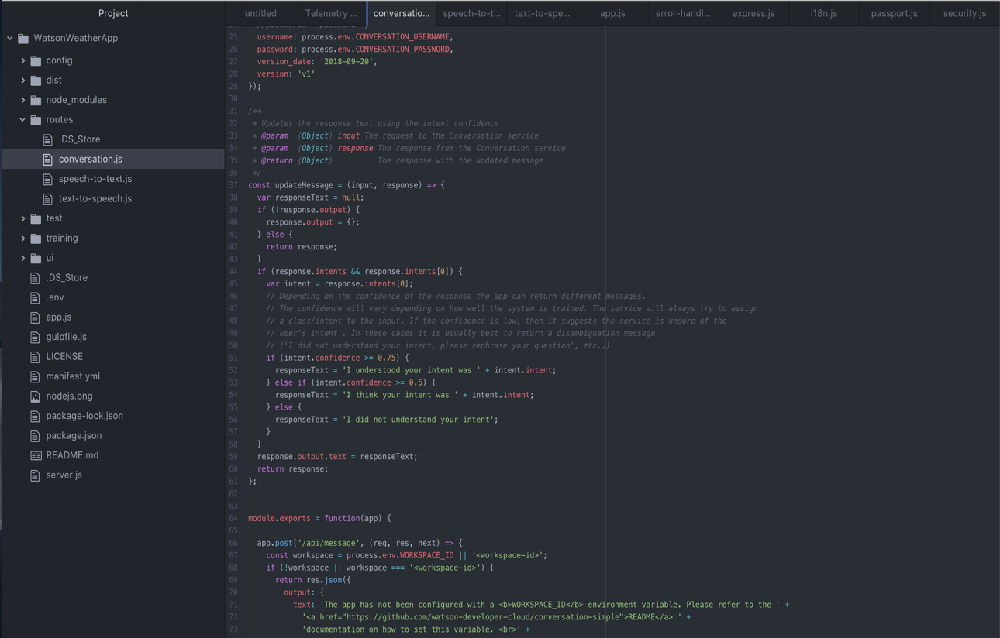 Project
WatsonWeatherApp
config
dist
node_modules
routes
.DS_Store
conversation.js
speech-to-text.js
text-to-speech.js
test
training
ui
.DS_Store
.env
app.js
gulpfile.js
LICENSE
manifest.yml
nodejs.png
package-lock.json
package.json
README.md
server.js
untitled
Telemetry ...
conversatio...
speech-to-t...
text-to-spe...
app.js
error-handl...
express.js
i18n.js
passport.js
security.js
25 username: process.env.CONVERSATION_USERNAME,
26 password: process.env.CONVERSATION_PASSWORD,
27 version_date: '2018-09-20',
28 version: 'v1'
29 });
30
31 /**
32 * Updates the response text using the intent confidence
33 * @param {Object} input The request to the Conversation service
34 * @param {Object} response The response from the Conversation service
35 * @return {Object} The response with the updated message
36 */
37 const updateMessage = (input, response) => {
38 var responseText = null;
39 if (!response.output) {
40 response.output = {};
41 } else {
42 return response;
43 }
44 if (response.intents && response.intents[0]) {
45 var intent = response.intents[0];
46 // Depending on the confidence of the response the app can return different messages.
47 // The confidence will vary depending on how well the system is trained. The service will always try to assign
48 // a class/intent to the input. If the confidence is low, then it suggests the service is unsure of the
49 // user's intent . In these cases it is usually best to return a disambiguation message
50 // ('I did not understand your intent, please rephrase your question', etc..)
51 if (intent.confidence >= 0.75) {
52 responseText = 'I understood your intent was ' + intent.intent;
53 } else if (intent.confidence >= 0.5) {
54 responseText = 'I think your intent was ' + intent.intent;
55 } else {
56 responseText = 'I did not understand your intent';
57 }
58 }
59 response.output.text = responseText;
60 return response;
61 };
62
63
64 module.exports = function(app) {
65
66 app.post('/api/message', (req, res, next) => {
67 const workspace = process.env.WORKSPACE_ID || '<workspace-id>';
68 if (!workspace || workspace === '<workspace-id>') {
69 return res.json({
70 output: {
71 text: 'The app has not been configured with a <b>WORKSPACE_ID</b> environment variable. Please refer to the ' +
72 '<a href="https://github.com/watson-developer-cloud/conversation-simple">README</a> ' +
73 'documentation on how to set this variable. <br>' +